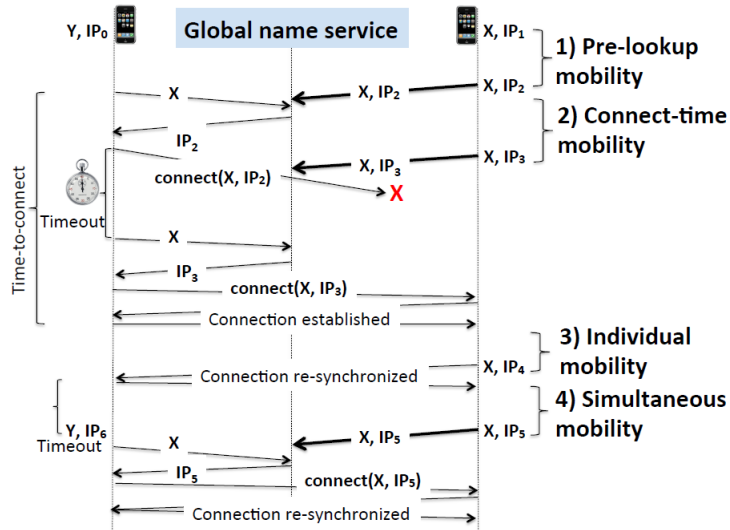 Y, IP0
Global name service
X, IP1
1) Pre-lookup
mobility
X
X, IP2
X, IP2
2) Connect-time
mobility
IP2
X, IP3
X, IP3
connect(X, IP2)
X
Time-to-connect
Timeout
X
IP3
connect(X, IP3)
Connection established
3) Individual
mobility
X, IP4
Connection re-synchronized
4) Simultaneous
mobility
Y, IP6
X, IP5
X, IP5
Timeout
X
IP5
connect(X, IP5)
Connection re-synchronized